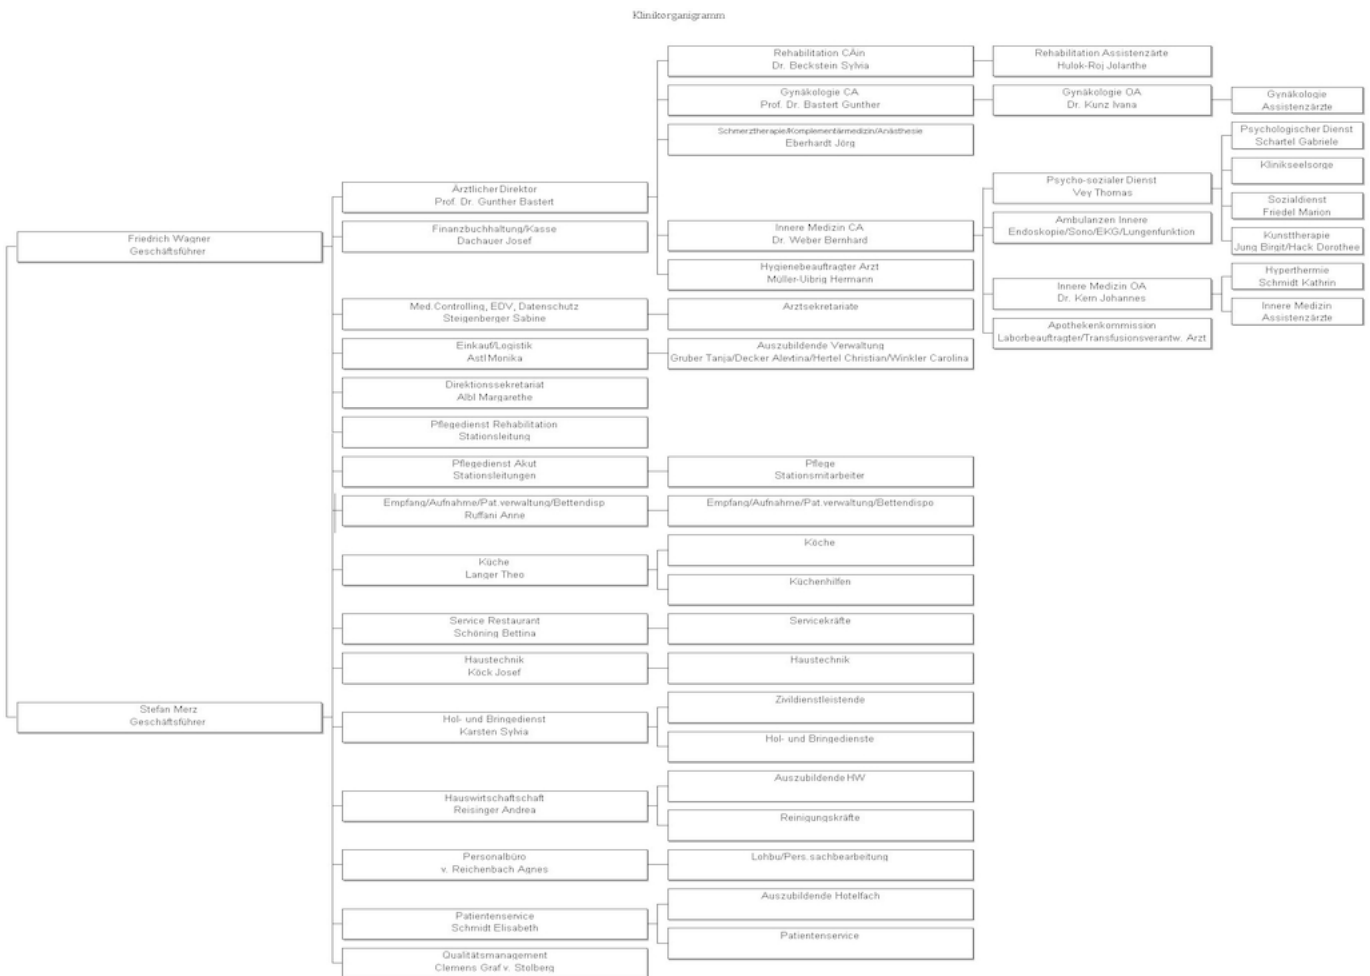 Klinikorganigramm
Friedrich Wagner
Geschäftsführer
Stefan Merz
Geschäftsführer
Ärztlicher Direktor
Prof. Dr. Gunther Bastert
Finanzbuchhaltung/Kasse
Dachauer Josef
Med.Controlling, EDV, Datenschutz
Steigenberger Sabine
Einkauf/Logistik
Astl Monika
Direktionssekretariat
Albl Margarethe
Pflegedienst Rehabilitation
Stationsleitung
Pflegedienst Akut
Stationsleitungen
Empfang/Aufnahme/Pat.verwaltung/Bettendisp
Ruffani Anne
Küche
Langer Theo
Service Restaurant
Schöning Bettina
Haustechnik
Köck Josef
Hol- und Bringedienst
Karsten Sylvia
Hauswirtschaftschaft
Reisinger Andrea
Personalbüro
v. Reichenbach Agnes
Patientenservice
Schmidt Elisabeth
Qualitätsmanagement
Clemens Graf v. Stolberg
Rehabilitation CÄin
Dr. Beckstein Sylvia
Gynäkologie CA
Prof. Dr. Bastert Gunther
Schmerztherapie/Komplementärmedizin/Anästhesie
Eberhardt Jörg
Innere Medizin CA
Dr. Weber Bernhard
Hygienebeauftragter Arzt
Müller-Uibrig Hermann
Arztsekretariate
Auszubildende Verwaltung
Gruber Tanja/Decker Alevtina/Hertel Christian/Winkler Carolina
Pflege
Stationsmitarbeiter
Empfang/Aufnahme/Pat.verwaltung/Bettendispo
Köche
Küchenhilfen
Servicekräfte
Haustechnik
Zivildienstleistende
Hol- und Bringedienste
Auszubildende HW
Reinigungskräfte
Lohbu/Pers.sachbearbeitung
Auszubildende Hotelfach
Patientenservice
Rehabilitation Assistenzärte
Hulok-Roj Jolanthe
Gynäkologie OA
Dr. Kunz Ivana
Psycho-sozialer Dienst
Vey Thomas
Ambulanzen Innere
Endoskopie/Sono/EKG/Lungenfunktion
Innere Medizin OA
Dr. Kern Johannes
Apothekenkommission
Laborbeauftragter/Transfusionsverantw. Arzt
Gynäkologie
Assistenzärzte
Psychologischer Dienst
Schartel Gabriele
Klinikseelsorge
Sozialdienst
Friedel Marion
Kunsttherapie
Jung Birgit/Hack Dorothee
Hyperthermie
Schmidt Kathrin
Innere Medizin
Assistenzärzte